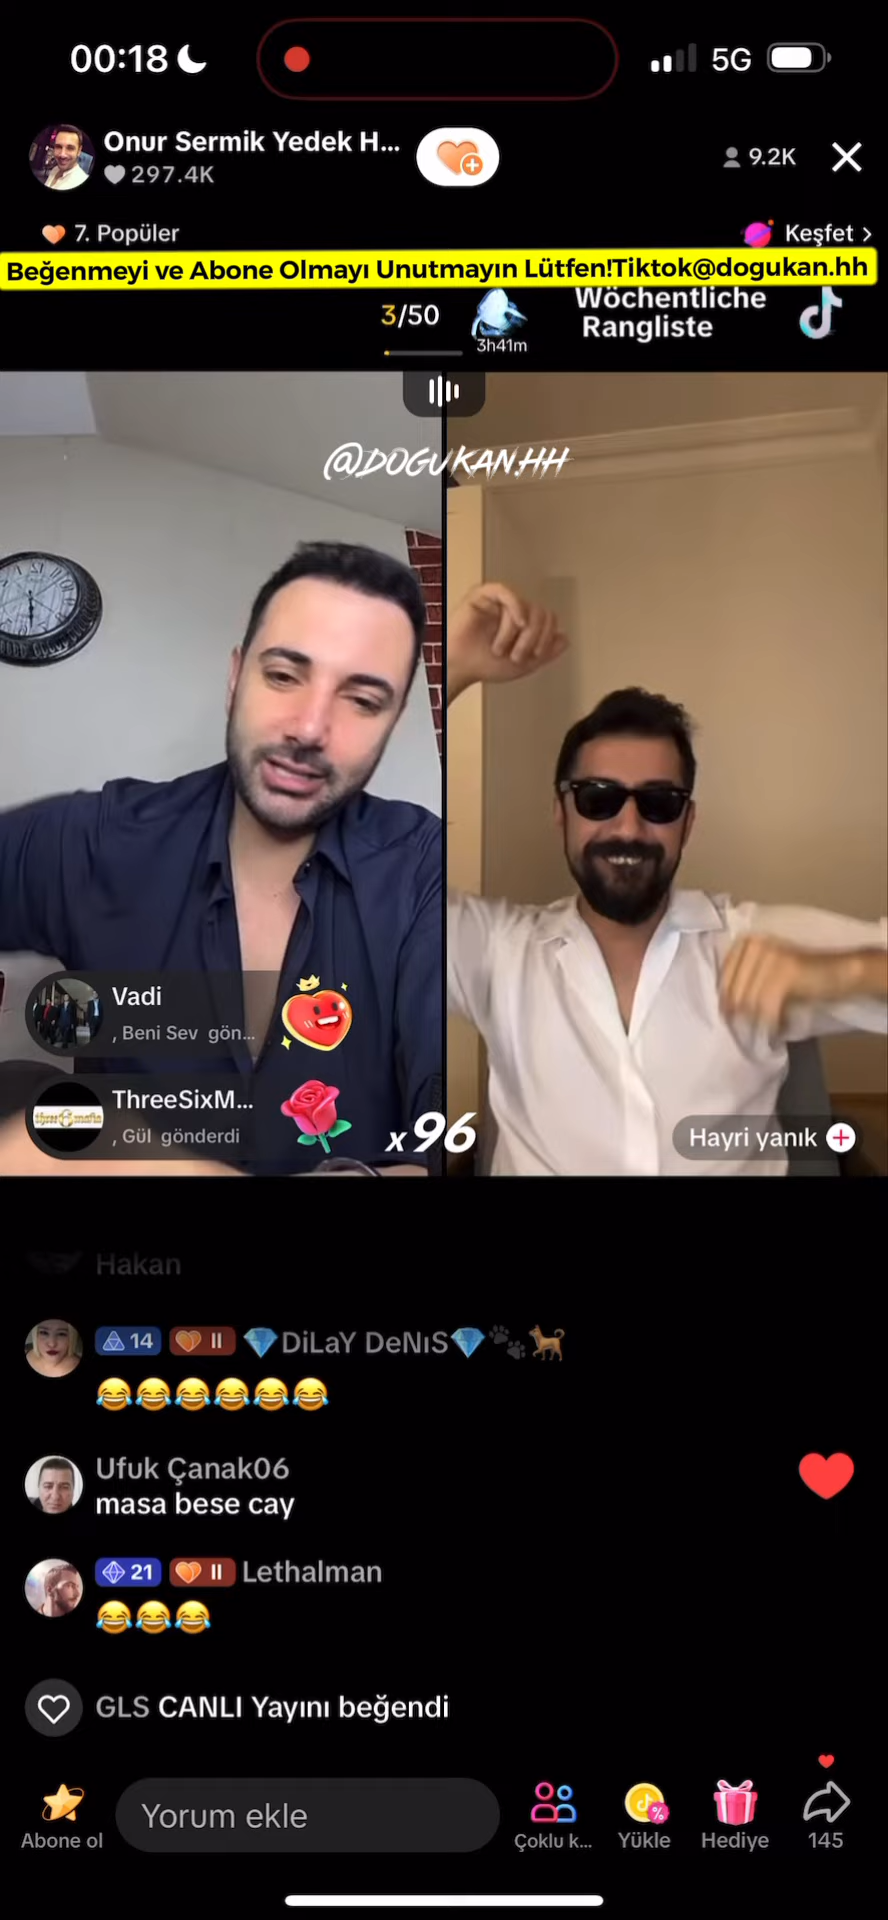 00:18
5G
Onur Sermik Yedek H...
297.4K
9.2K
7. Popüler
Keşfet >
Beğenmeyi ve Abone Olmayı Unutmayın Lütfen!Tiktok@dogukan.hh
3/50
3h41m
Wöchentliche
Rangliste
@DOGUKAN.HH
Vadi
, Beni Sev gön...
ThreeSixM...
, Gül gönderdi
x96
Hayri yanık
Hakan
14 II 💎DiLaY DeNıS💎🐾🐕
😂😂😂😂😂😂
Ufuk Çanak06
masa bese cay
21 II Lethalman
😂😂😂
GLS CANLI Yayını beğendi
Abone ol
Yorum ekle
Çoklu k...
Yükle
Hediye
145